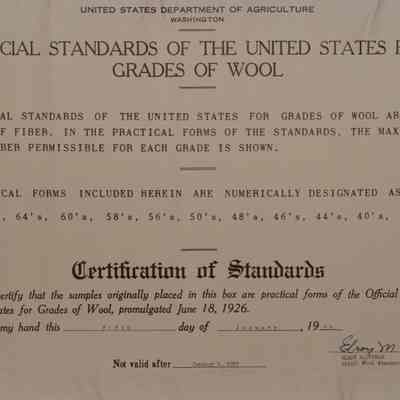 UNITED STATES DEPARTMENT OF AGRICULTURE
WASHINGTON
CIAL STANDARDS OF THE UNITED STATES F
GRADES OF WOOL
AL STANDARDS OF THE UNITED STATES FOR GRADES OF WOOL AR
F FIBER. IN THE PRACTICAL FORMS OF THE STANDARDS, THE MAX
BER PERMISSIBLE FOR EACH GRADE IS SHOWN.
CAL FORMS INCLUDED HEREIN ARE NUMERICALLY DESIGNATED AS
, 64's, 60's, 58's, 56's, 50's, 48's, 46's, 44's, 40's,
Certification of Standards
ertify that the samples originally placed in this box are practical forms of the Official
ates for Grades of Wool, promulgated June 18, 1926.
my hand this day of January, 19
Elroy M
Not valid after